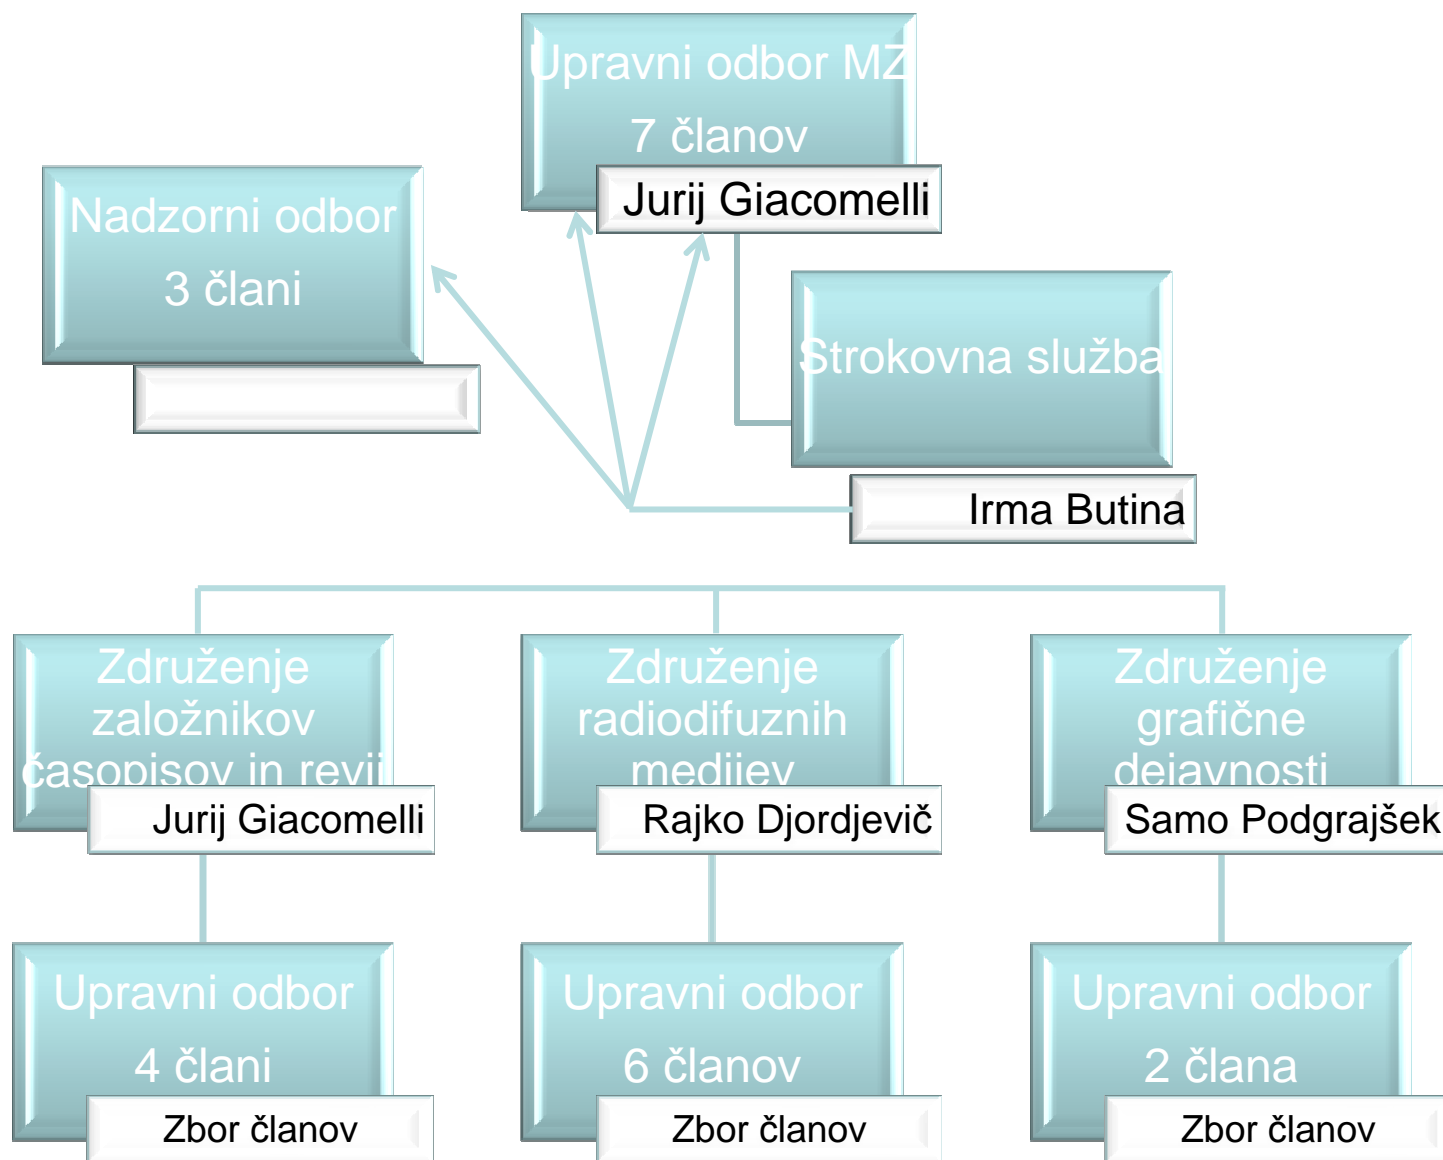 Upravni odbor MZ
7 članov
Jurij Giacomelli
Nadzorni odbor
3 člani
Strokovna služba
Irma Butina
Združenje
založnikov
časopisov in revij
Jurij Giacomelli
Združenje
radiodifuznih
medijev
Rajko Djordjevič
Združenje
grafične
dejavnosti
Samo Podgrajšek
Upravni odbor
4 člani
Zbor članov
Upravni odbor
6 članov
Zbor članov
Upravni odbor
2 člana
Zbor članov